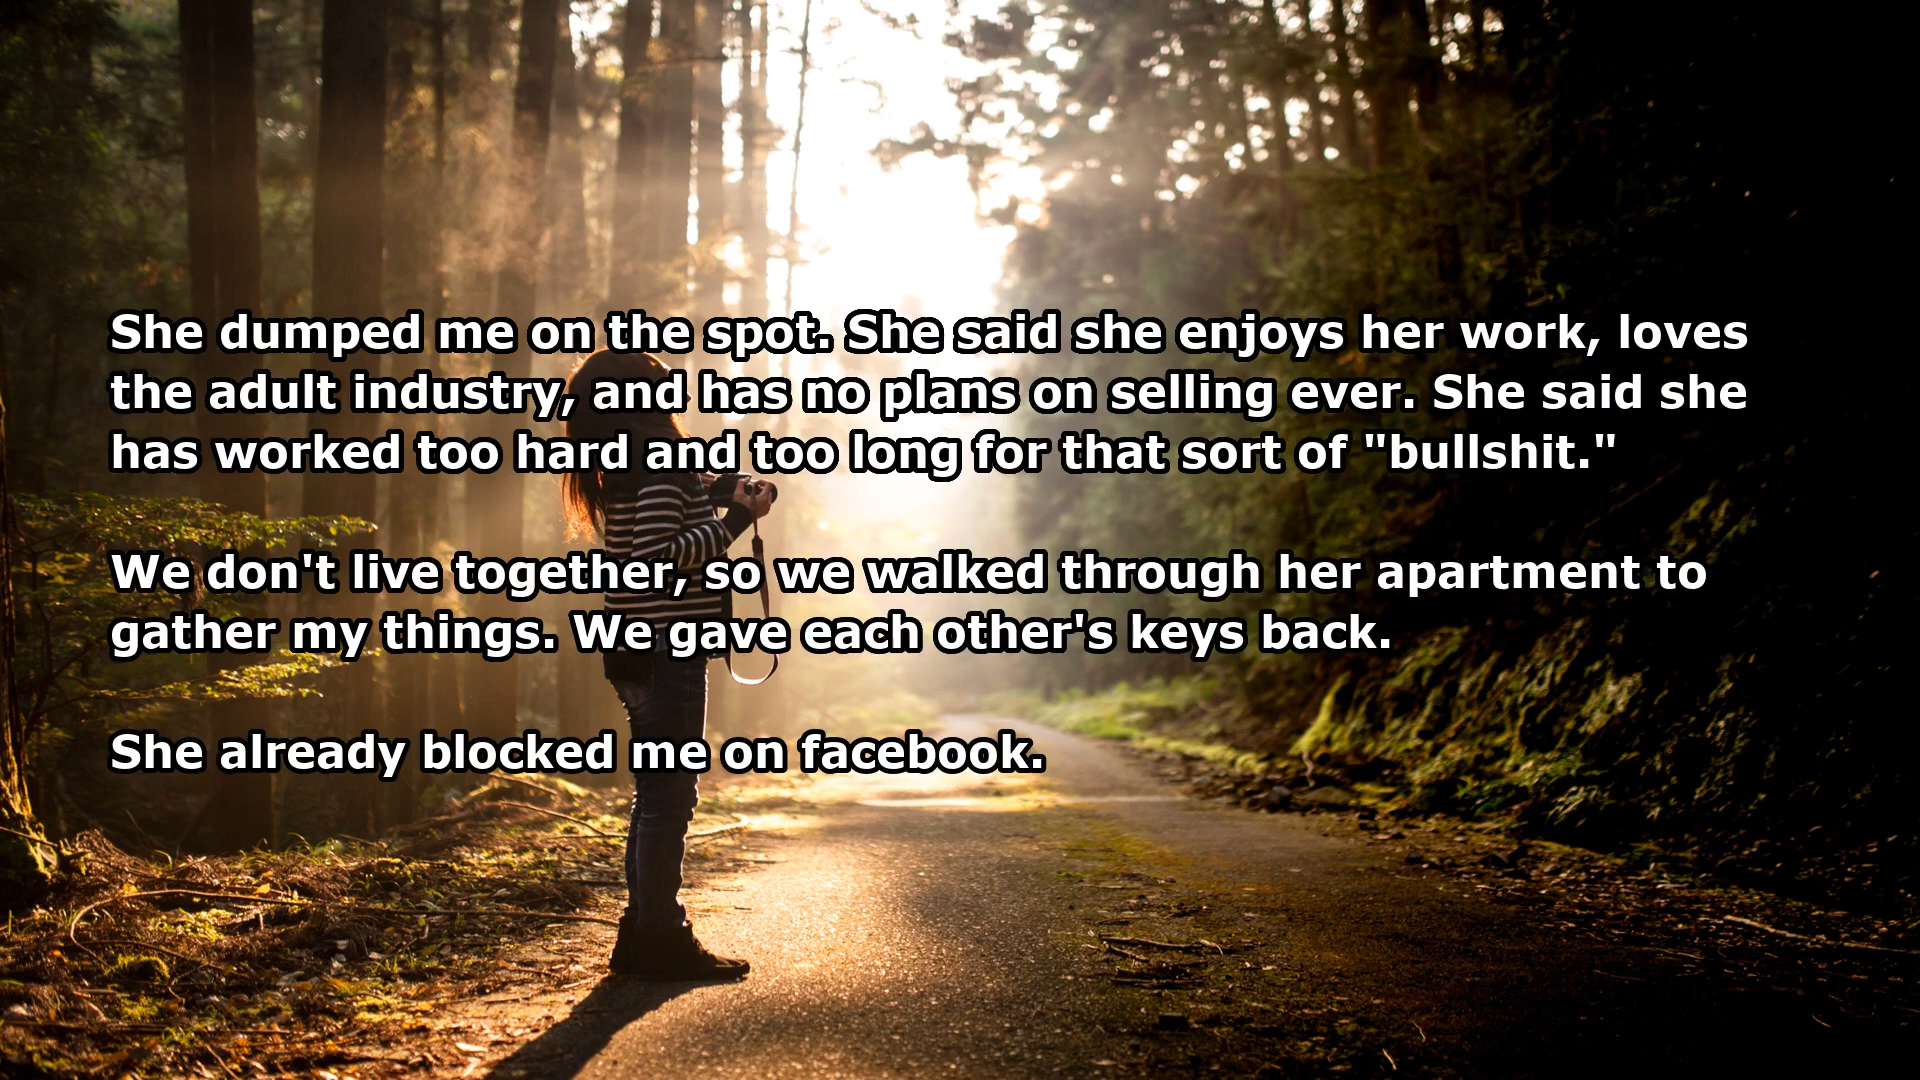 She dumped me on the spot. She said she enjoys her work, loves
the adult industry, and has no plans on selling ever. She said she
has worked too hard and too long for that sort of "bullshit."
We don't live together, so we walked through her apartment to
gather my things. We gave each other's keys back.
She already blocked me on facebook.